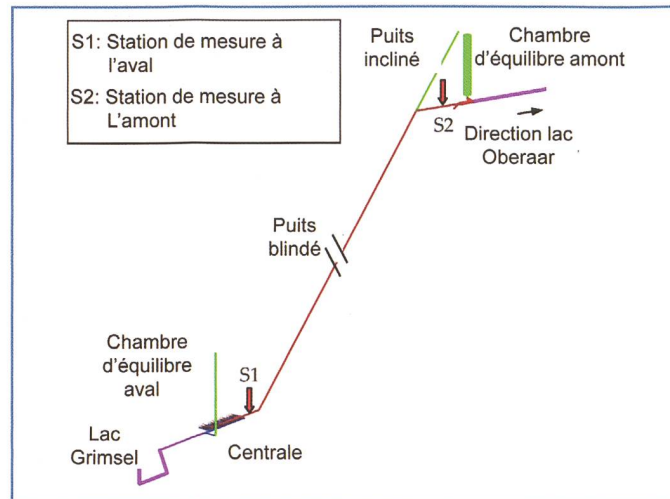 S1: Station de mesure à
l'aval
S2: Station de mesure à
L'amont
Puits
incliné
Chambre
d'équilibre amont
S2
Direction lac
Oberaar
Puits
blindé
Chambre
d'équilibre
aval
S1
Lac
Grimsel
Centrale